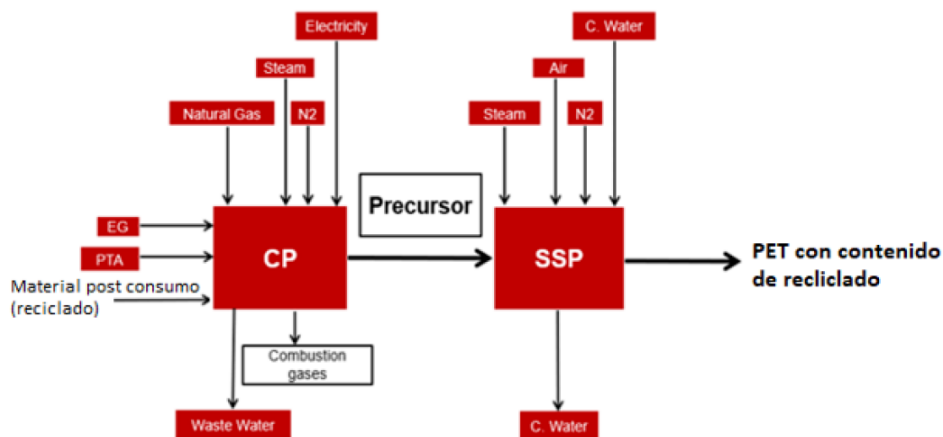 Electricity
C. Water
Steam
Air
Natural Gas
N2
Steam
N2
Precursor
EG
PTA
CP
SSP
PET con contenido
de recliclado
Material post consumo
(reciclado)
Combustion
gases
Waste Water
C. Water